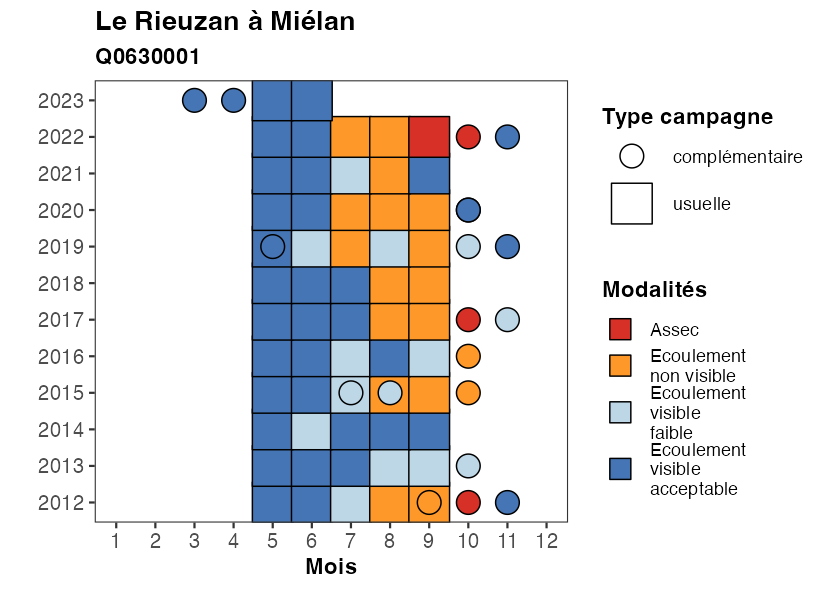 Le Rieuzan à Miélan
Q0630001
2023
2022
2021
2020
2019
2018
2017
2016
2015
2014
2013
2012
1 2 3 4 5 6 7 8 9 10 11 12
Mois
Type campagne
complémentaire
usuelle
Modalités
Assec
Ecoulement
non visible
Ecoulement
visible
faible
Ecoulement
visible
acceptable